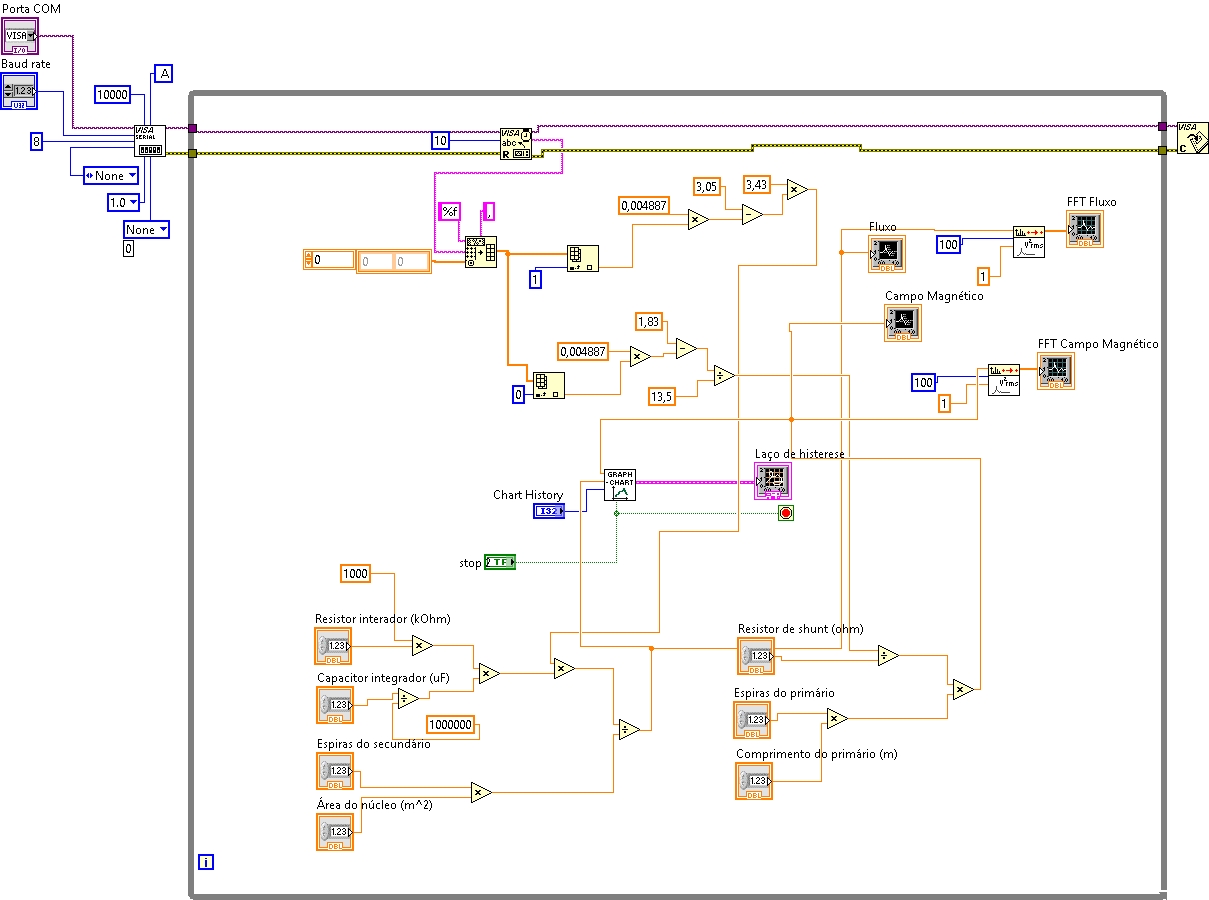 Porta COM
VISA
I/O
Baud rate
1.23
U32
A
10000
8
VISA
SERIAL
None
1.0
None
0
10
VISA
abc
R
VISA
C
%f
,
0
0
0
1
0,004887
3,05
3,43
Fluxo
DBL
FFT Fluxo
DBL
100
1
Campo Magnético
DBL
FFT Campo Magnético
DBL
100
1
1,83
0,004887
13,5
0
GRAPH
CHART
Laço de histerese
Chart History
I32
stop
TF
1000
Resistor interador (kOhm)
1.23
DBL
Capacitor integrador (uF)
1.23
DBL
1000000
Espiras do secundário
1.23
DBL
Área do núcleo (m^2)
1.23
DBL
Resistor de shunt (ohm)
1.23
DBL
Espiras do primário
1.23
DBL
Comprimento do primário (m)
1.23
DBL
i